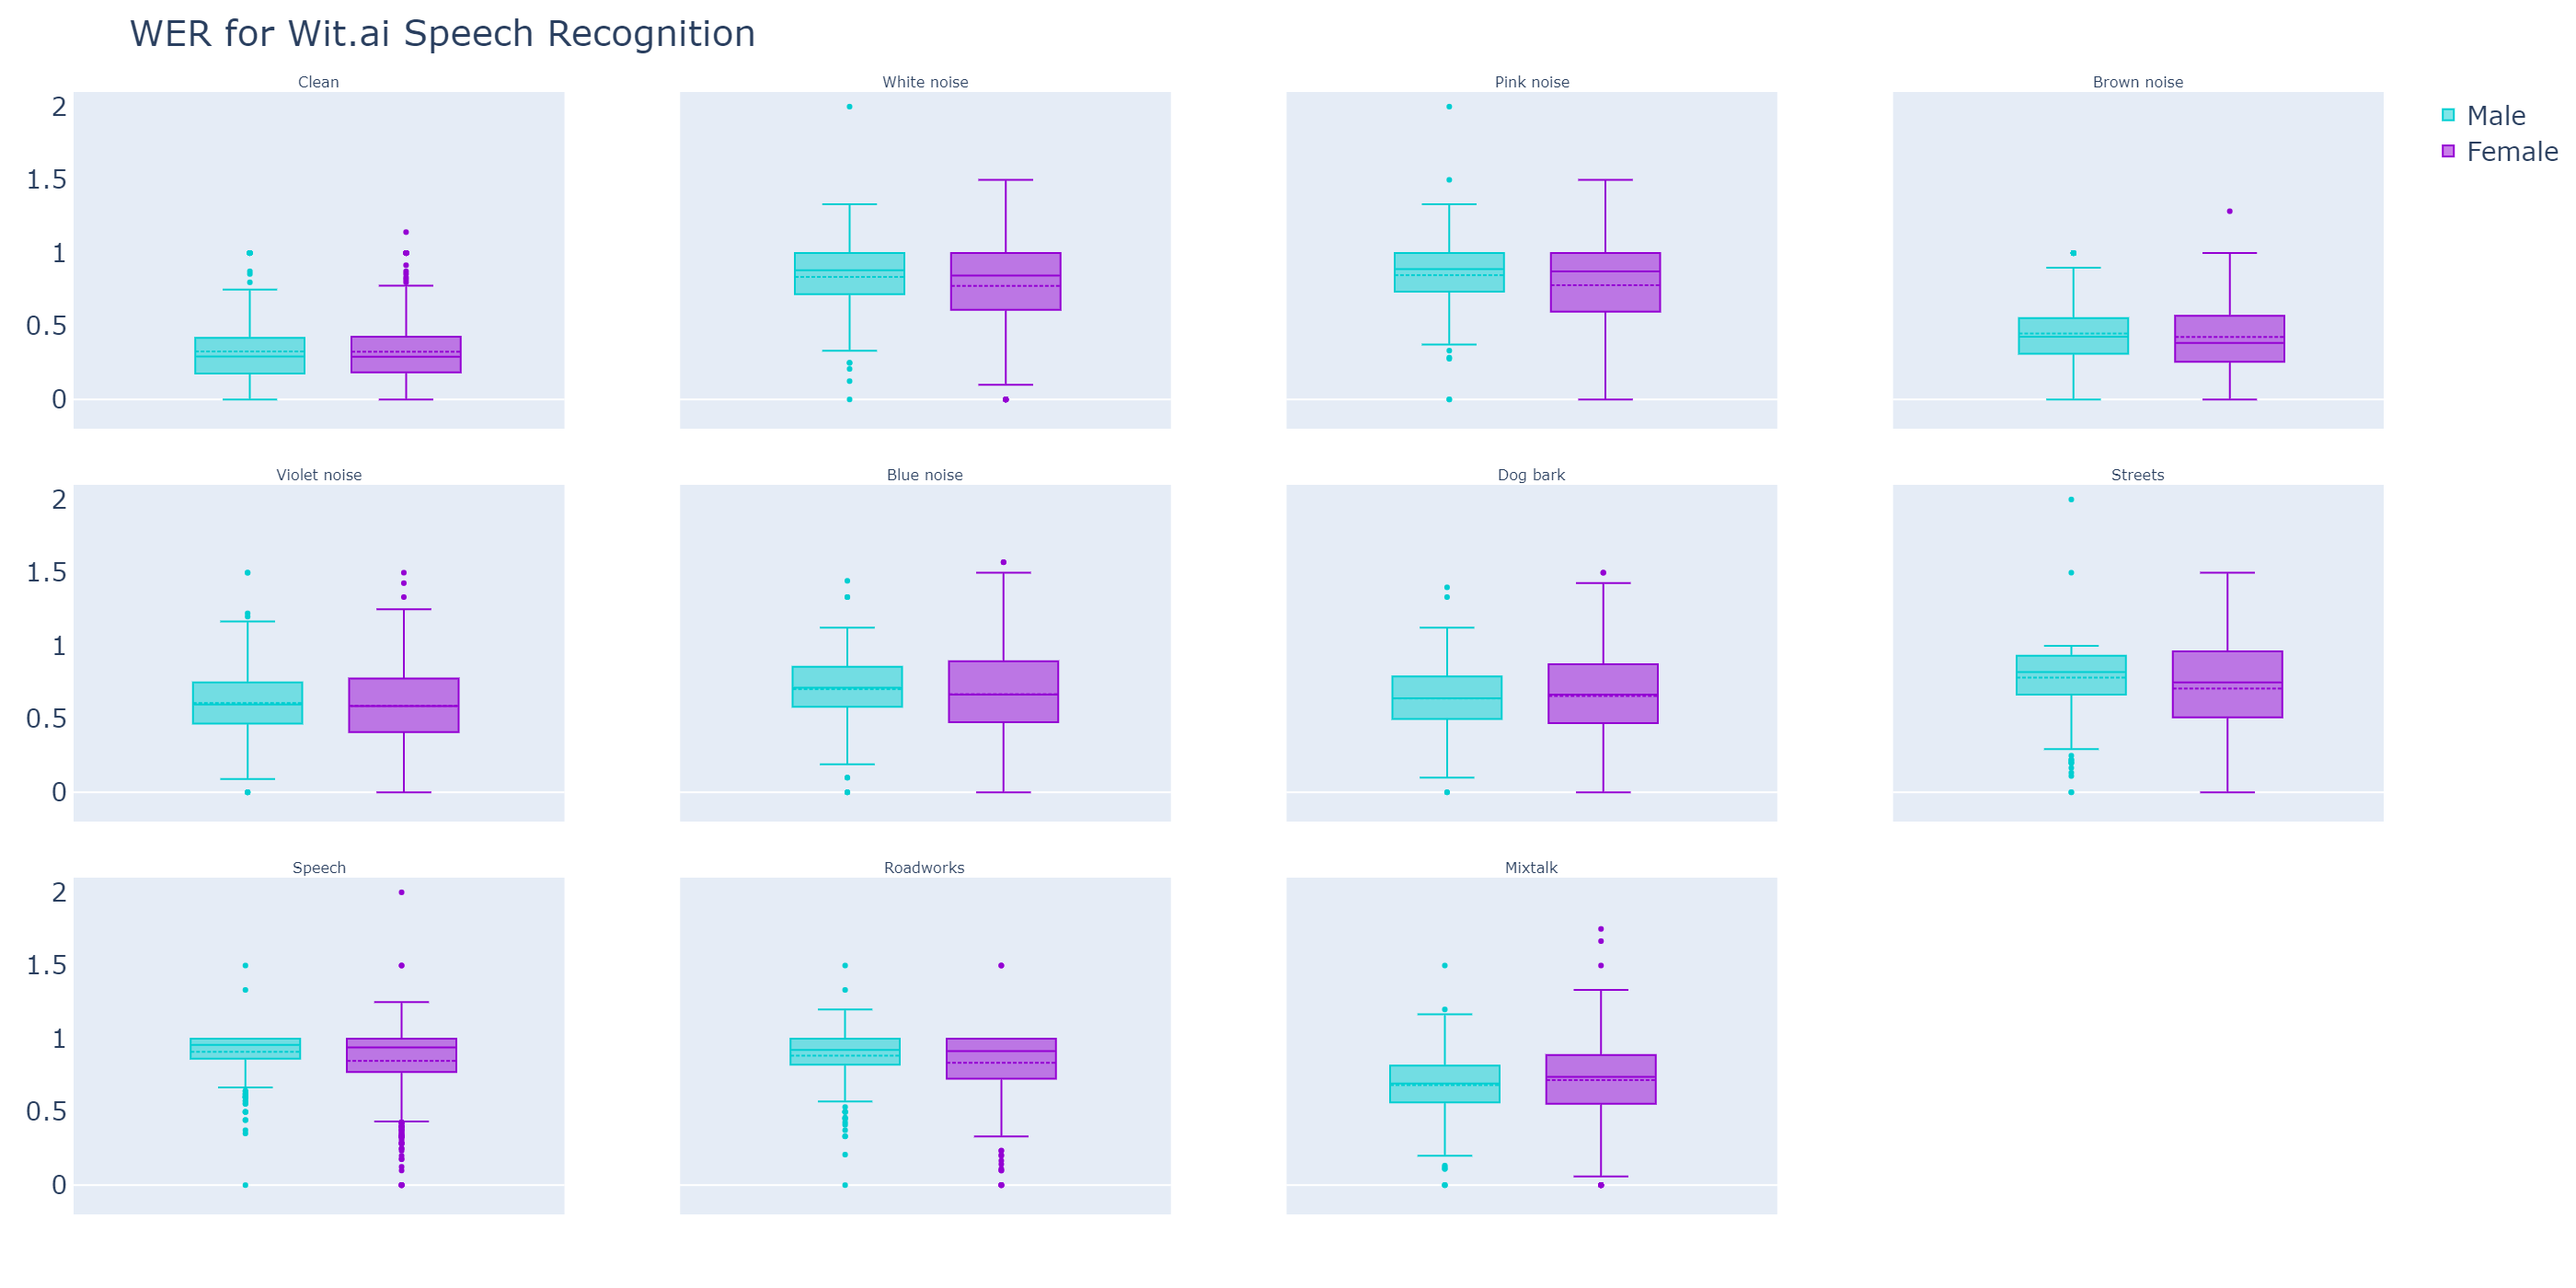 WER for Wit.ai Speech Recognition
Clean
White noise
Pink noise
Brown noise
2
1.5
1
0.5
0
Male
Female
Violet noise
Blue noise
Dog bark
Streets
2
1.5
1
0.5
0
Speech
Roadworks
Mixtalk
2
1.5
1
0.5
0